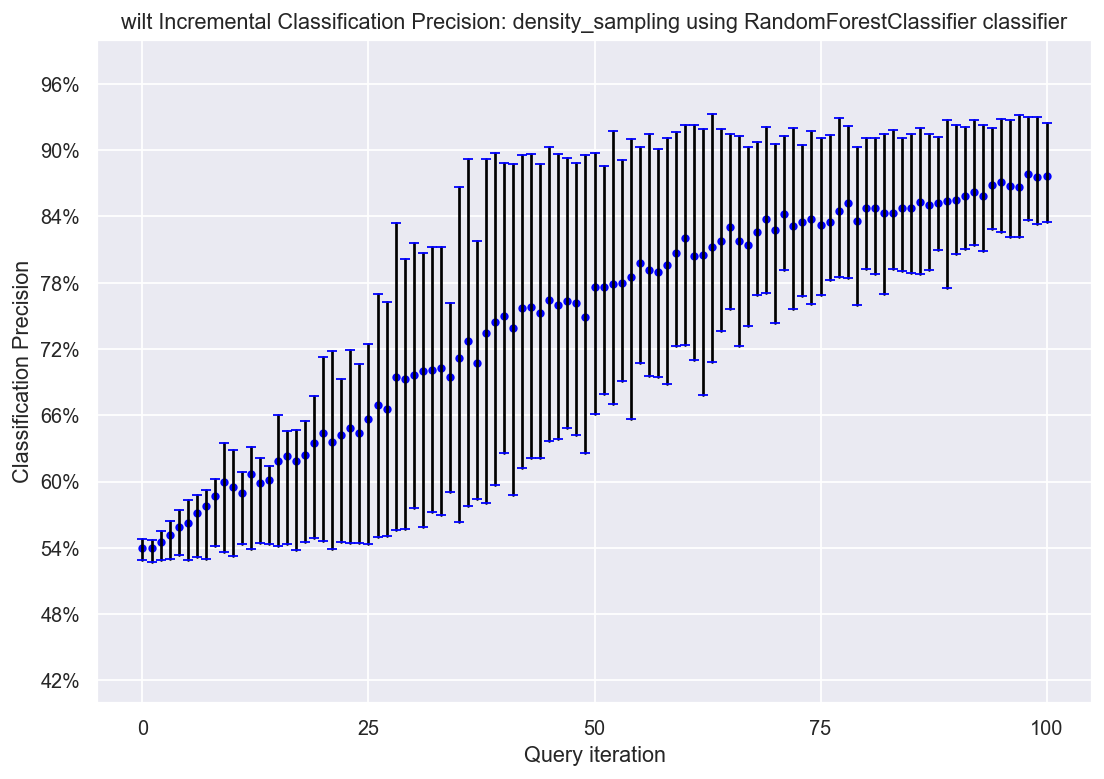 wilt Incremental Classification Precision: density_sampling using RandomForestClassifier classifier
Classification Precision
96%
90%
84%
78%
72%
66%
60%
54%
48%
42%
0 25 50 75 100
Query iteration